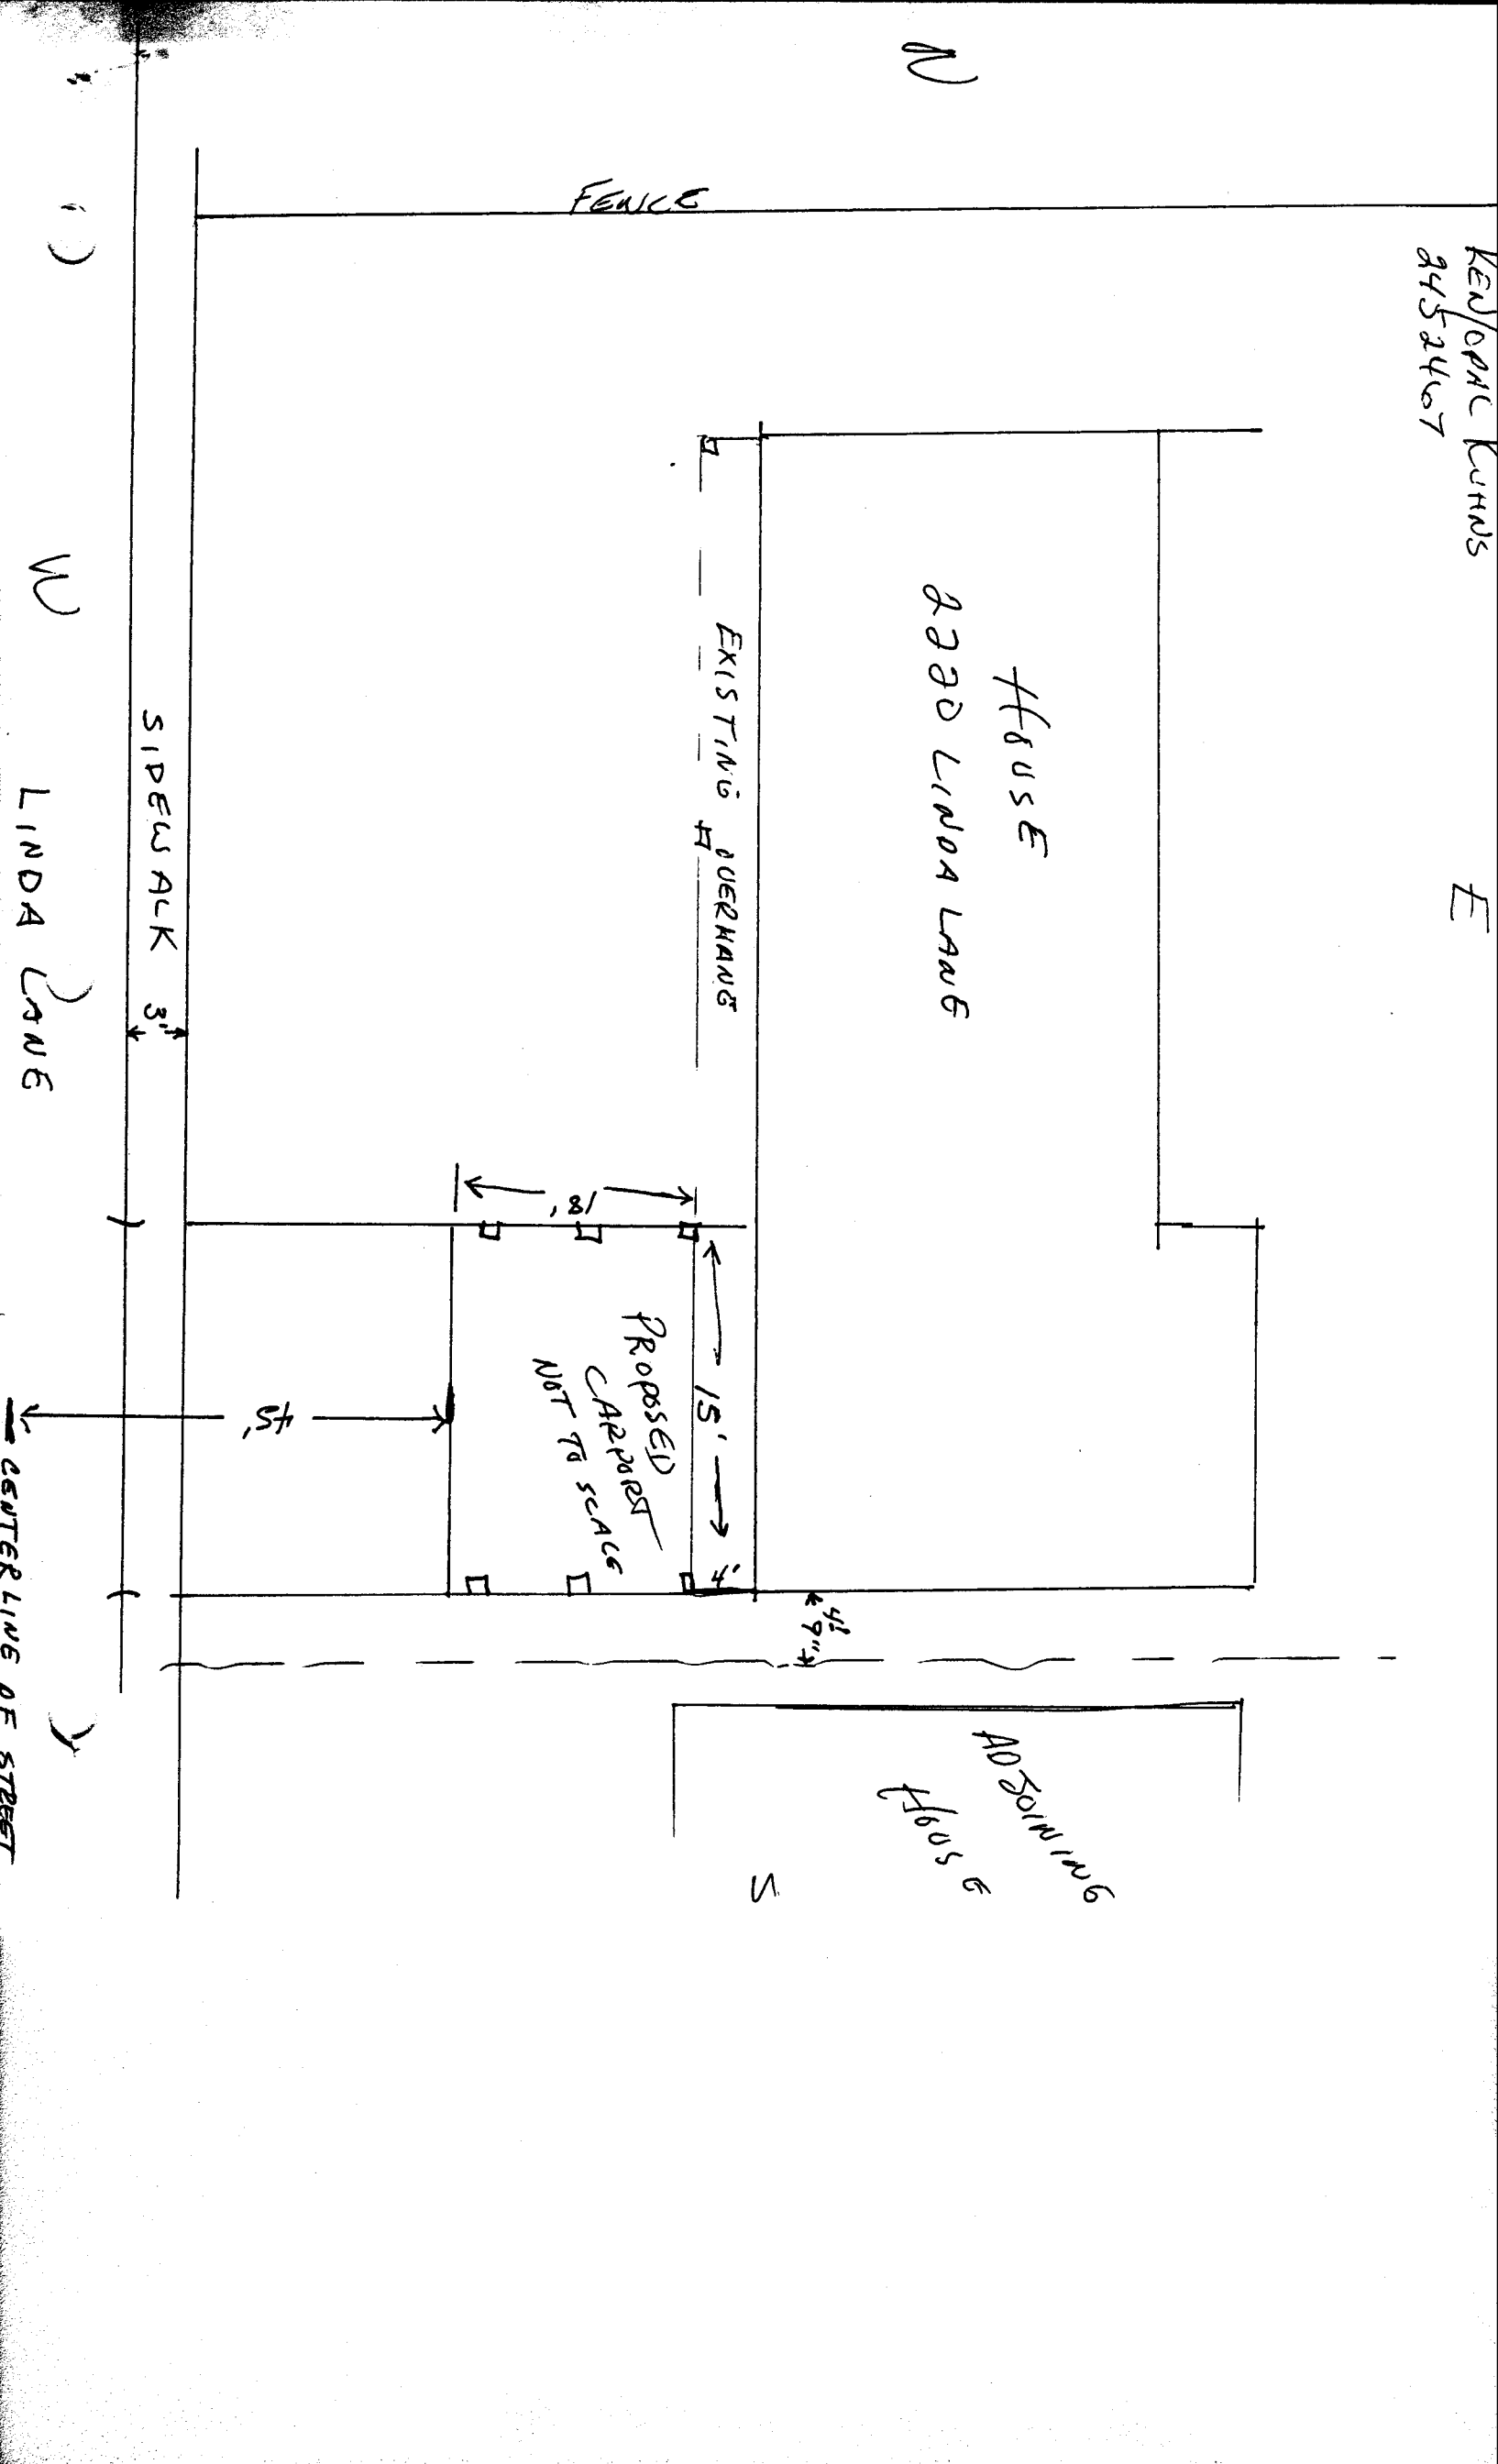 KEN/OPAL KUHNS
2452467
E
N
FENCE
HOUSE
2220 LINDA LANE
EXISTING OVERHANG
18'
15'
4'
4' 9"
PROPOSED
CARPORT
NOT TO SCALE
45'
ADJOINING
HOUSE
S
SIDEWALK 3'
W
LINDA LANE
CENTERLINE OF STREET